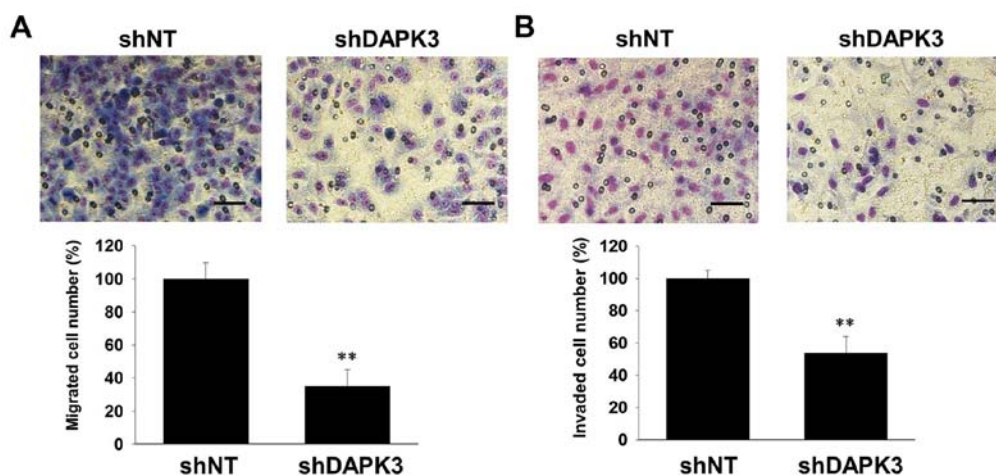 A
shNT shDAPK3
Migrated cell number (%)
120
100
80
60
40
20
0
**
shNT shDAPK3
B
shNT shDAPK3
Invaded cell number (%)
120
100
80
60
40
20
0
**
shNT shDAPK3